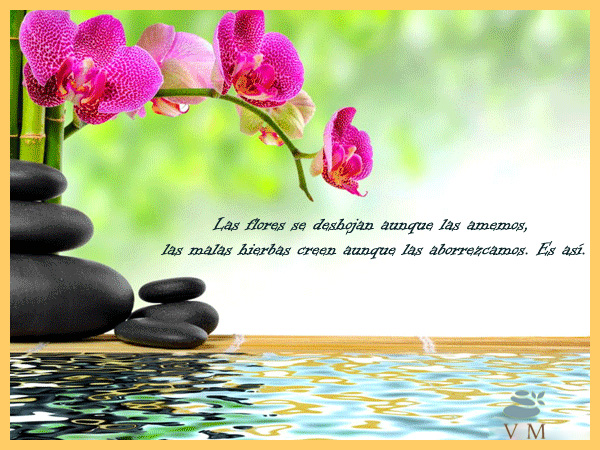 Las flores se deshojan aunque las amemos,
las malas hierbas creen aunque las aborrezcamos. Es así.
V M